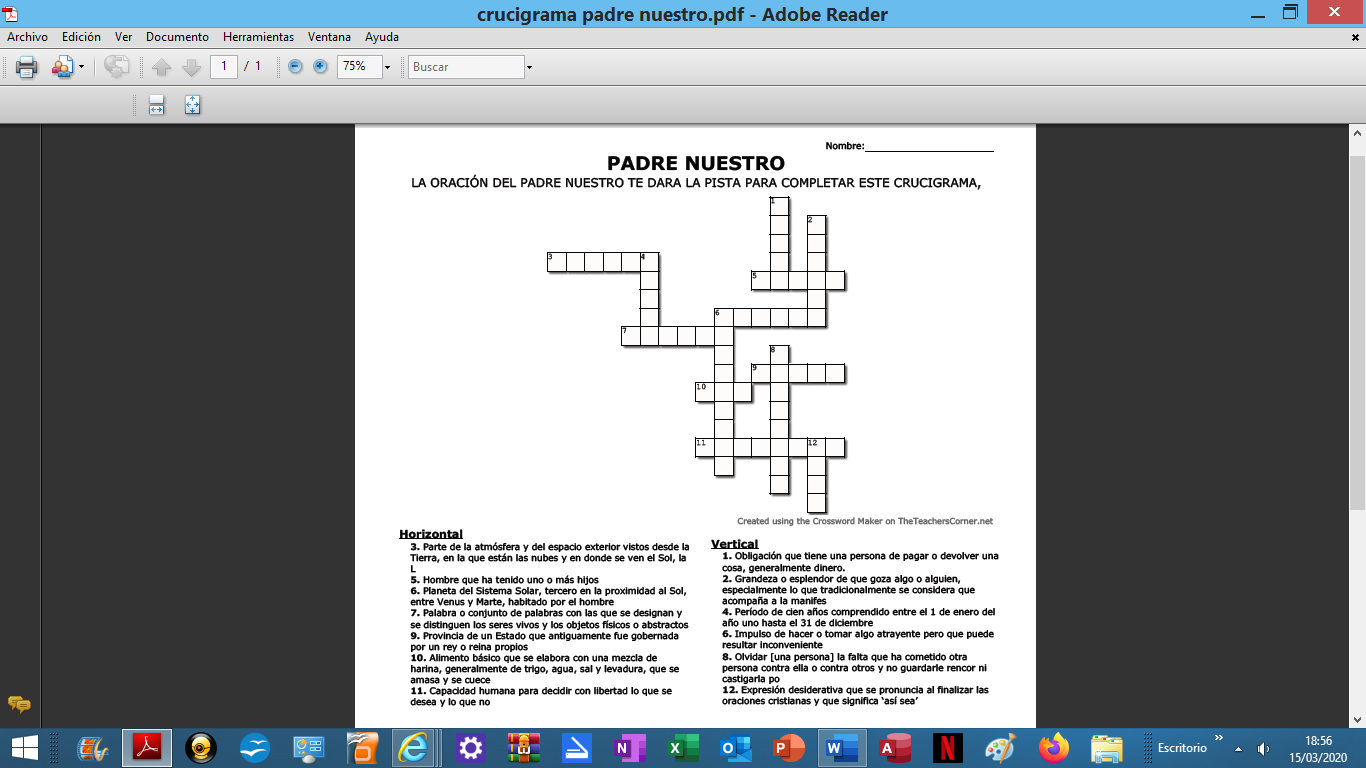 crucigrama padre nuestro.pdf - Adobe Reader
Archivo Edición Ver Documento Herramientas Ventana Ayuda
1 / 1 75% Buscar
Nombre:
PADRE NUESTRO
LA ORACIÓN DEL PADRE NUESTRO TE DARA LA PISTA PARA COMPLETAR ESTE CRUCIGRAMA,
1
2
3 4
5
6
7
8
9
10
11 12
Created using the Crossword Maker on TheTeachersCorner.net
Horizontal
3. Parte de la atmósfera y del espacio exterior vistos desde la
Tierra, en la que están las nubes y en donde se ven el Sol, la
L
5. Hombre que ha tenido uno o más hijos
6. Planeta del Sistema Solar, tercero en la proximidad al Sol,
entre Venus y Marte, habitado por el hombre
7. Palabra o conjunto de palabras con las que se designan y
se distinguen los seres vivos y los objetos físicos o abstractos
9. Provincia de un Estado que antiguamente fue gobernada
por un rey o reina propios
10. Alimento básico que se elabora con una mezcla de
harina, generalmente de trigo, agua, sal y levadura, que se
amasa y se cuece
11. Capacidad humana para decidir con libertad lo que se
desea y lo que no
Vertical
1. Obligación que tiene una persona de pagar o devolver una
cosa, generalmente dinero.
2. Grandeza o esplendor de que goza algo o alguien,
especialmente lo que tradicionalmente se considera que
acompaña a la manifes
4. Período de cien años comprendido entre el 1 de enero del
año uno hasta el 31 de diciembre
6. Impulso de hacer o tomar algo atrayente pero que puede
resultar inconveniente
8. Olvidar [una persona] la falta que ha cometido otra
persona contra ella o contra otros y no guardarle rencor ni
castigarla po
12. Expresión desiderativa que se pronuncia al finalizar las
oraciones cristianas y que significa ‘así sea’
Escritorio
18:56
15/03/2020